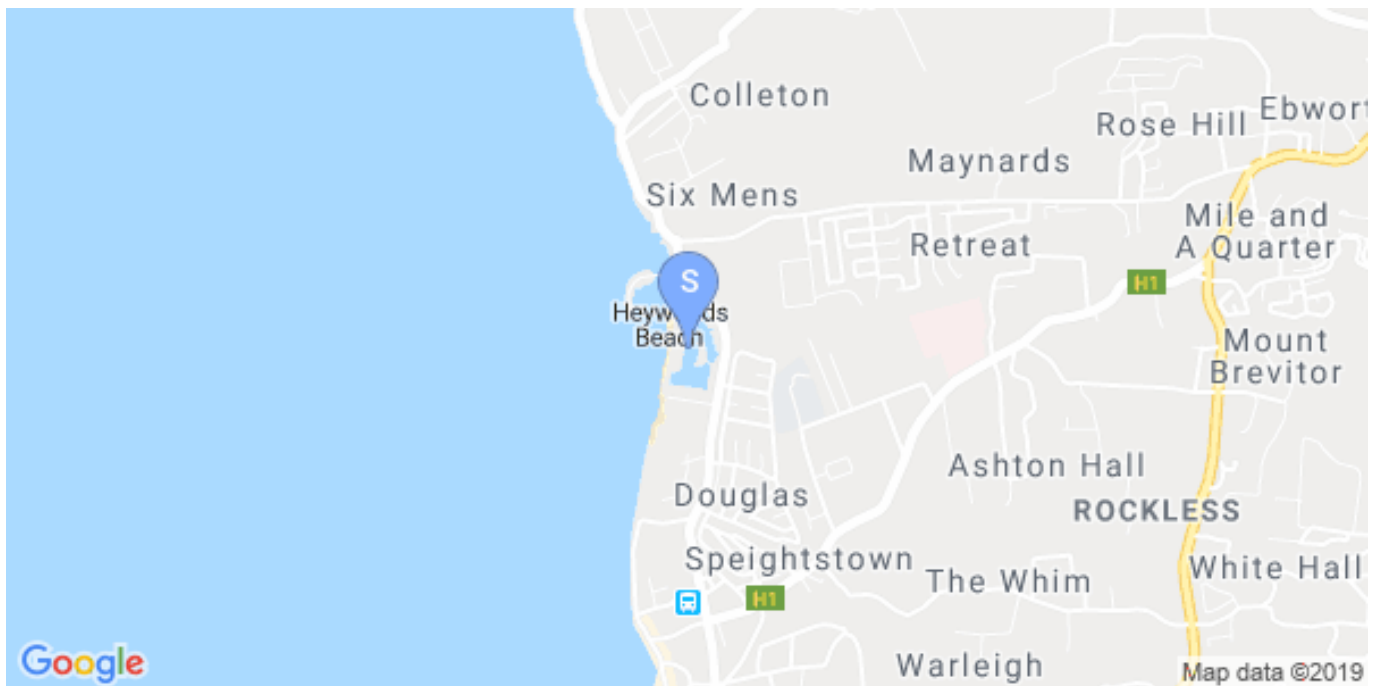 Colleton
Ebwort
Rose Hill
Maynards
Six Mens
Mile and
A Quarter
Retreat
S
H1
Heywoods
Beach
Mount
Brevitor
Ashton Hall
Douglas
ROCKLESS
Speightstown
White Hall
The Whim
H1
Google
Warleigh
Map data ©2019